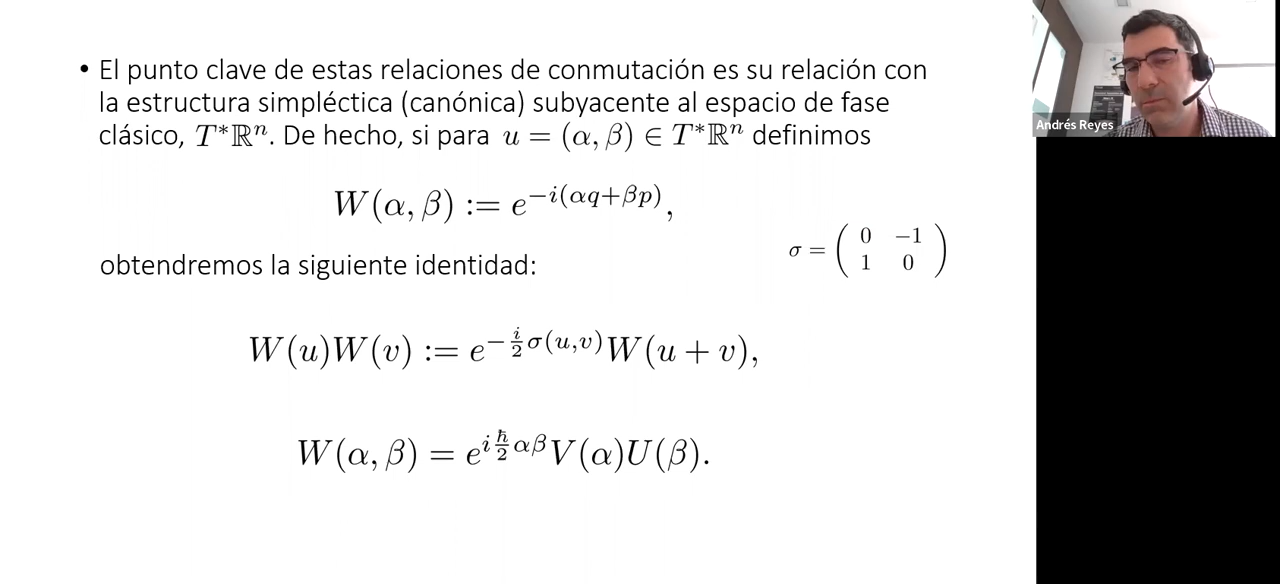 • El punto clave de estas relaciones de conmutación es su relación con
la estructura simpléctica (canónica) subyacente al espacio de fase
clásico, T*ℝⁿ. De hecho, si para u = (α, β) ∈ T*ℝⁿ definimos
W(α, β) := e^{−i(αq+βp)},
σ = ( 0 −1
1 0 )
obtendremos la siguiente identidad:
W(u)W(v) := e^{−\frac{i}{2}σ(u,v)}W(u + v),
W(α, β) = e^{i\frac{ℏ}{2}αβ}V(α)U(β).
Andrés Reyes